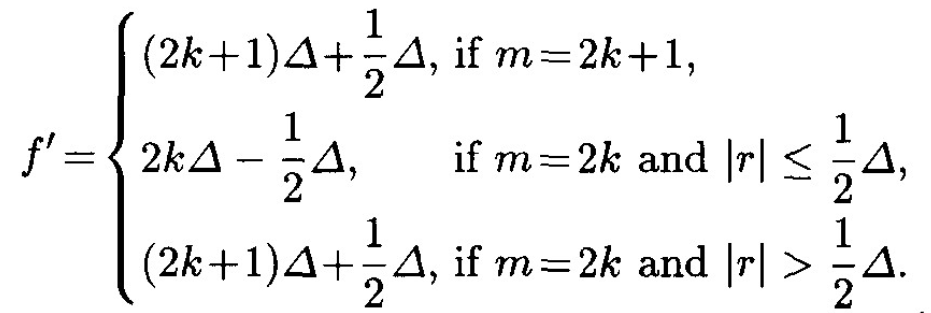 f′ = { (2k+1)Δ + 1/2 Δ, if m = 2k+1,
2kΔ − 1/2 Δ, if m = 2k and |r| ≤ 1/2 Δ,
(2k+1)Δ + 1/2 Δ, if m = 2k and |r| > 1/2 Δ.